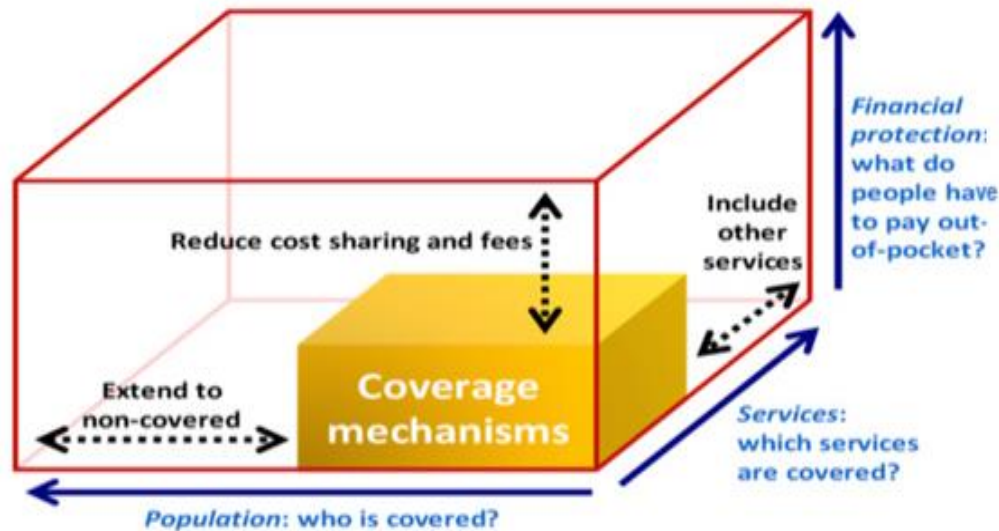 Financial
protection:
what do
people have
to pay out-
of-pocket?
Include
other
services
Reduce cost sharing and fees
Extend to
non-covered
Coverage
mechanisms
Services:
which services
are covered?
Population: who is covered?